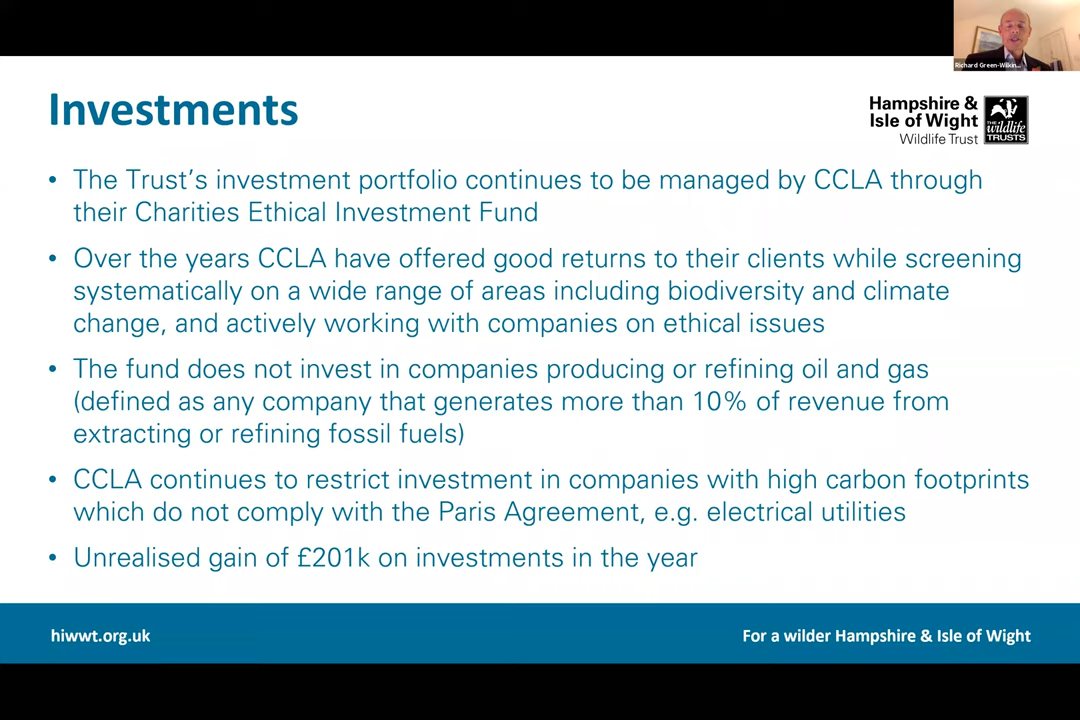 Richard Green-Wilkin...
Investments
Hampshire &
Isle of Wight
Wildlife Trust
THE
wildlife
TRUSTS
• The Trust's investment portfolio continues to be managed by CCLA through
their Charities Ethical Investment Fund
• Over the years CCLA have offered good returns to their clients while screening
systematically on a wide range of areas including biodiversity and climate
change, and actively working with companies on ethical issues
• The fund does not invest in companies producing or refining oil and gas
(defined as any company that generates more than 10% of revenue from
extracting or refining fossil fuels)
• CCLA continues to restrict investment in companies with high carbon footprints
which do not comply with the Paris Agreement, e.g. electrical utilities
• Unrealised gain of £201k on investments in the year
hiwwt.org.uk
For a wilder Hampshire & Isle of Wight